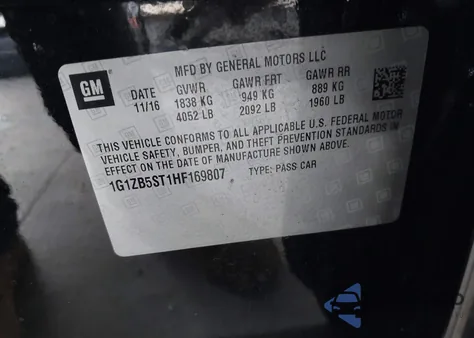 GM
MFD BY GENERAL MOTORS LLC
DATE GVWR GAWR FRT GAWR RR
11/16 1838 KG 949 KG 889 KG
4052 LB 2092 LB 1960 LB
THIS VEHICLE CONFORMS TO ALL APPLICABLE U.S. FEDERAL MOTOR
VEHICLE SAFETY, BUMPER, AND THEFT PREVENTION STANDARDS IN
EFFECT ON THE DATE OF MANUFACTURE SHOWN ABOVE.
1G1ZB5ST1HF169807 TYPE: PASS CAR